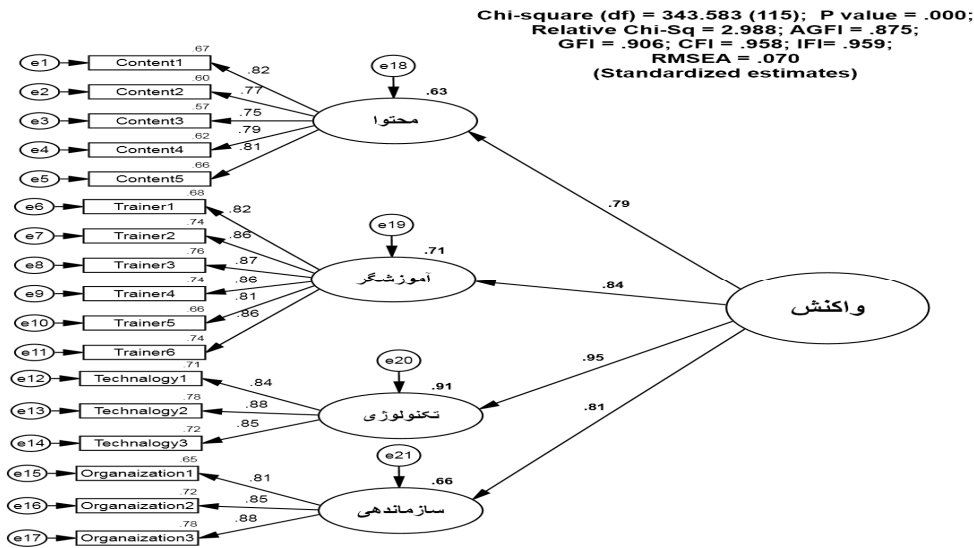 Chi-square (df) = 343.583 (115); P value = .000;
Relative Chi-Sq = 2.988; AGFI = .875;
GFI = .906; CFI = .958; IFI= .959;
RMSEA = .070
(Standardized estimates)
e1
.67
Content1
.82
e2
.60
Content2
.77
e3
.57
Content3
.75
e4
.62
Content4
.79
e5
.66
Content5
.81
e18
.63
محتوا
.79
e6
.68
Trainer1
.82
e7
.74
Trainer2
.86
e8
.76
Trainer3
.87
e9
.74
Trainer4
.86
e10
.66
Trainer5
.81
e11
.74
Trainer6
.86
e19
.71
آموزشگر
.84
واکنش
e12
.71
Technalogy1
.84
e13
.78
Technalogy2
.88
e14
.72
Technalogy3
.85
e20
.91
تکنولوژی
.95
e15
.65
Organaization1
.81
e16
.72
Organaization2
.85
e17
.78
Organaization3
.88
e21
.66
سازماندهی
.81